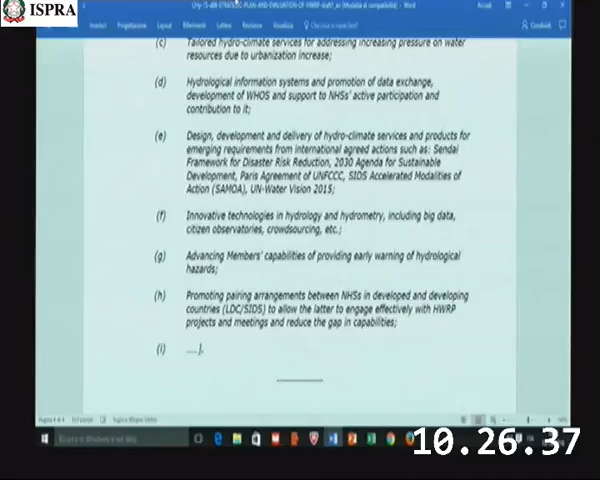 ISPRA
(c) Tailored hydro-climate services for addressing increasing pressure on water
resources due to urbanization increase;
(d) Hydrological information systems and promotion of data exchange,
development of WHOS and support to NHSs' active participation and
contribution to it;
(e) Design, development and delivery of hydro-climate services and products for
emerging requirements from international agreed actions such as: Sendai
Framework for Disaster Risk Reduction, 2030 Agenda for Sustainable
Development, Paris Agreement of UNFCCC, SIDS Accelerated Modalities of
Action (SAMOA), UN-Water Vision 2015;
(f) Innovative technologies in hydrology and hydrometry, including big data,
citizen observatories, crowdsourcing, etc.;
(g) Advancing Members' capabilities of providing early warning of hydrological
hazards;
(h) Promoting pairing arrangements between NHSs in developed and developing
countries (LDC/SIDS) to allow the latter to engage effectively with HWRP
projects and meetings and reduce the gap in capabilities;
(i) ....].
10.26.37